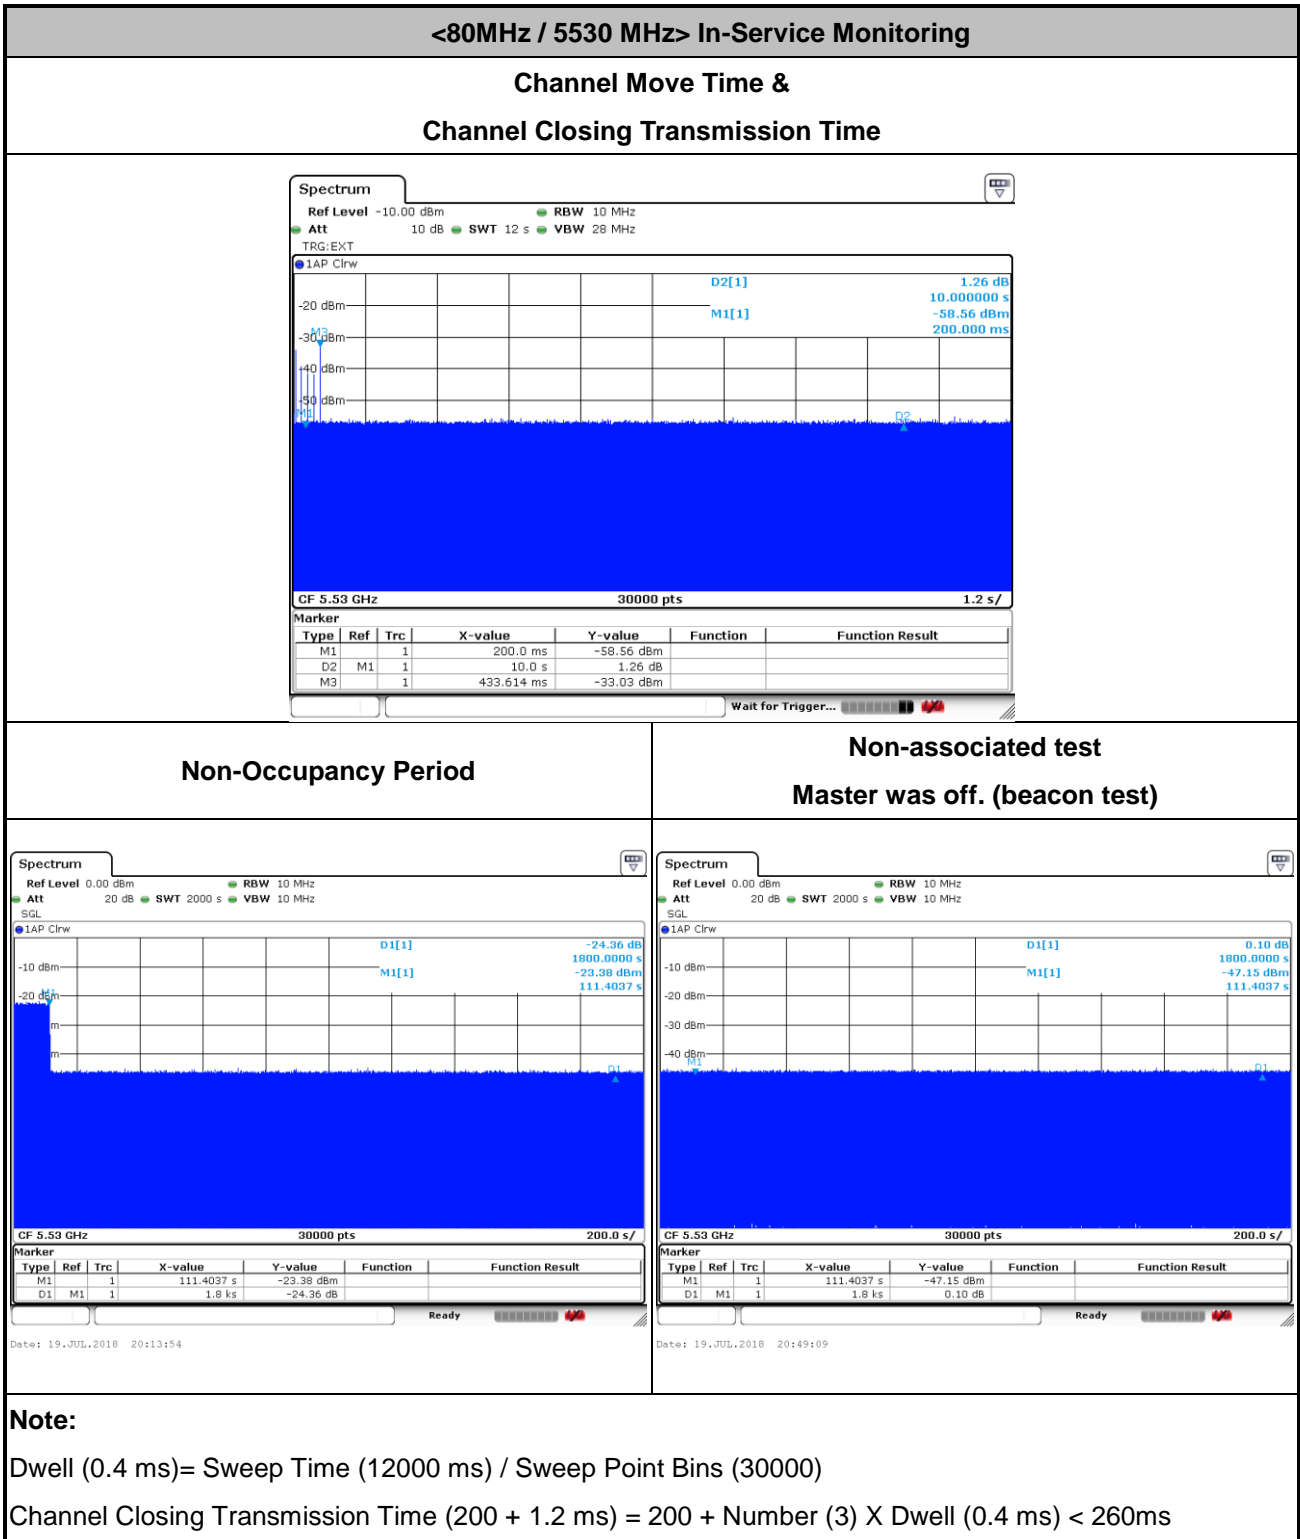 <80MHz / 5530 MHz> In-Service Monitoring
Channel Move Time &
Channel Closing Transmission Time
Spectrum
Ref Level -10.00 dBm RBW 10 MHz
Att 10 dB SWT 12 s VBW 28 MHz
TRG:EXT
1AP Clrw
D2[1] 1.26 dB
10.000000 s
M1[1] -58.56 dBm
200.000 ms
-20 dBm
M3
-30 dBm
-40 dBm
-50 dBm
M1
D2
CF 5.53 GHz 30000 pts 1.2 s/
Marker
Type Ref Trc X-value Y-value Function Function Result
M1 1 200.0 ms -58.56 dBm
D2 M1 1 10.0 s 1.26 dB
M3 1 433.614 ms -33.03 dBm
Wait for Trigger...
Non-Occupancy Period
Non-associated test
Master was off. (beacon test)
Spectrum
Ref Level 0.00 dBm RBW 10 MHz
Att 20 dB SWT 2000 s VBW 10 MHz
SGL
1AP Clrw
D1[1] -24.36 dB
1800.0000 s
-10 dBm
M1[1] -23.38 dBm
111.4037 s
M1
-20 dBm
m
m
D1
CF 5.53 GHz 30000 pts 200.0 s/
Marker
Type Ref Trc X-value Y-value Function Function Result
M1 1 111.4037 s -23.38 dBm
D1 M1 1 1.8 ks -24.36 dB
Ready
Date: 19.JUL.2018 20:13:54
Spectrum
Ref Level 0.00 dBm RBW 10 MHz
Att 20 dB SWT 2000 s VBW 10 MHz
SGL
1AP Clrw
D1[1] 0.10 dB
1800.0000 s
-10 dBm
M1[1] -47.15 dBm
111.4037 s
-20 dBm
-30 dBm
-40 dBm
M1
D1
CF 5.53 GHz 30000 pts 200.0 s/
Marker
Type Ref Trc X-value Y-value Function Function Result
M1 1 111.4037 s -47.15 dBm
D1 M1 1 1.8 ks 0.10 dB
Ready
Date: 19.JUL.2018 20:49:09
Note:
Dwell (0.4 ms)= Sweep Time (12000 ms) / Sweep Point Bins (30000)
Channel Closing Transmission Time (200 + 1.2 ms) = 200 + Number (3) X Dwell (0.4 ms) < 260ms